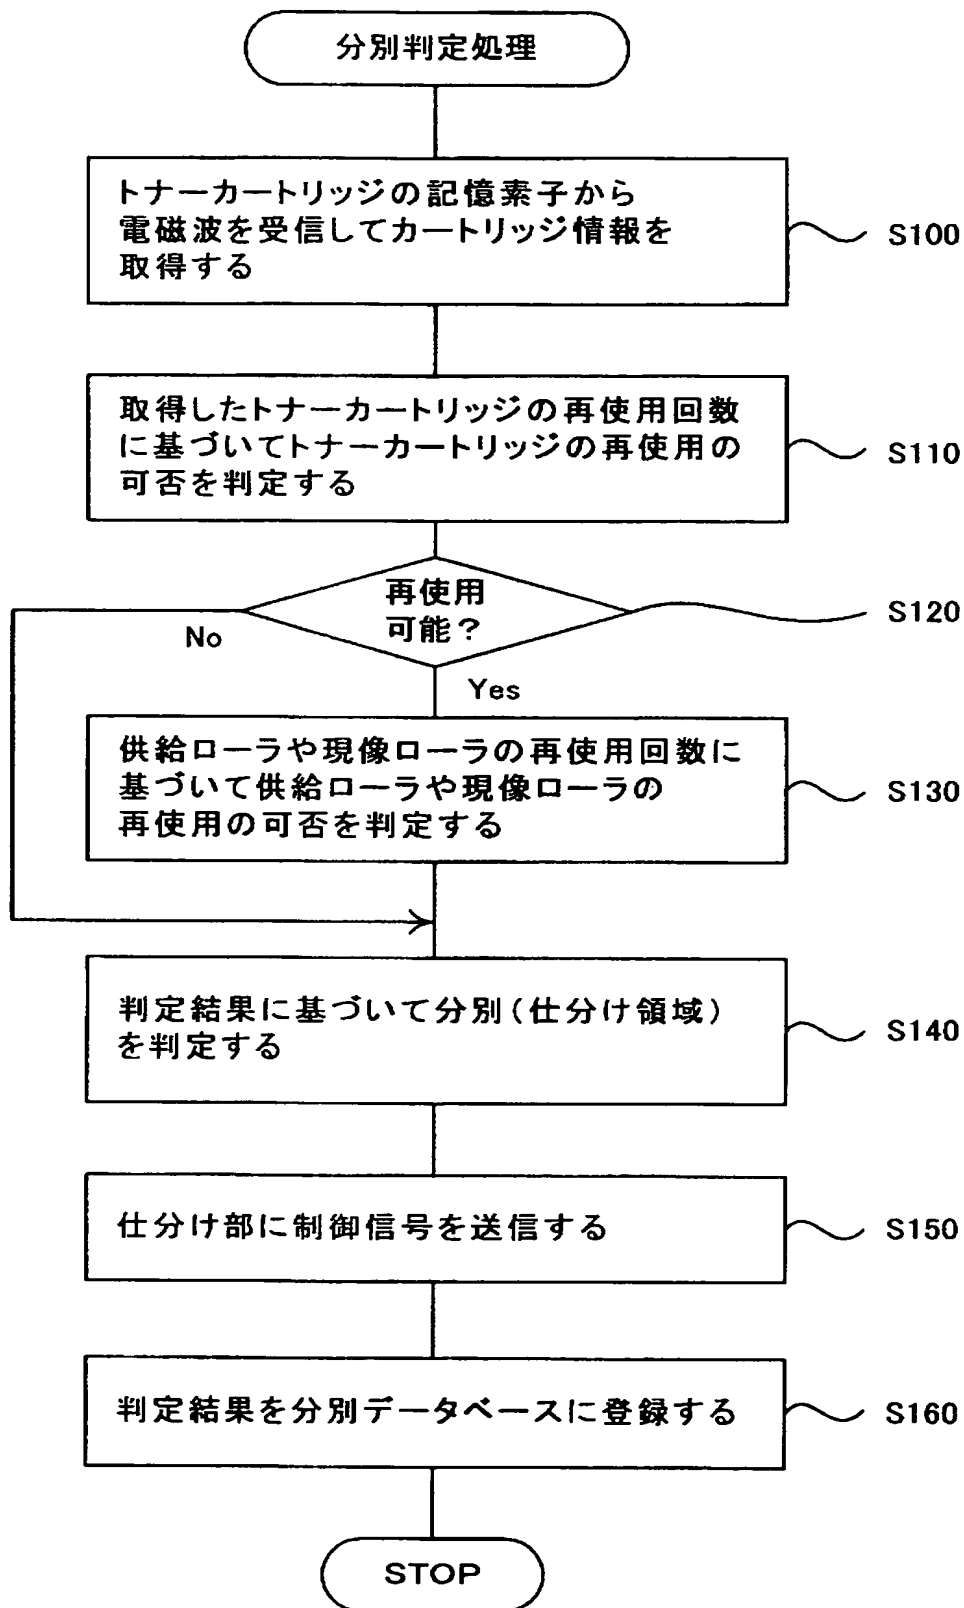 分別判定処理
トナーカートリッジの記憶素子から
電磁波を受信してカートリッジ情報を
取得する
S100
取得したトナーカートリッジの再使用回数
に基づいてトナーカートリッジの再使用の
可否を判定する
S110
再使用
可能？
S120
No
Yes
供給ローラや現像ローラの再使用回数に
基づいて供給ローラや現像ローラの
再使用の可否を判定する
S130
判定結果に基づいて分別（仕分け領域）
を判定する
S140
仕分け部に制御信号を送信する
S150
判定結果を分別データベースに登録する
S160
STOP